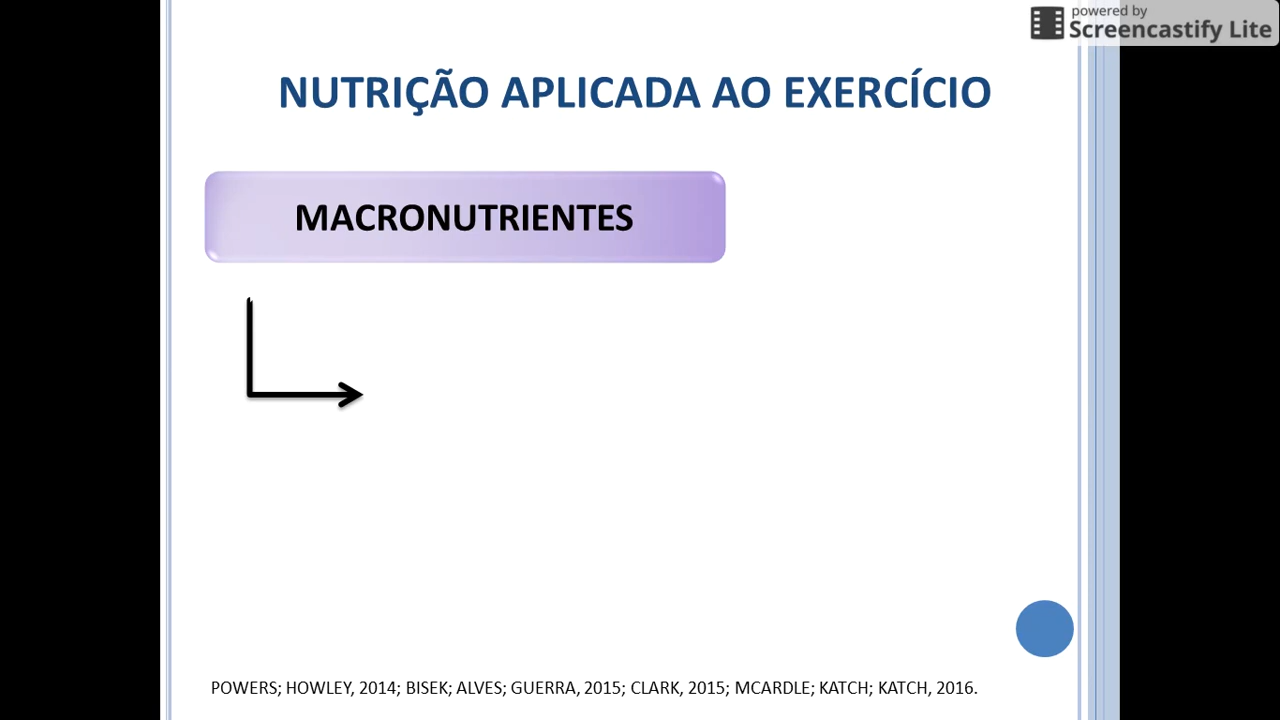 powered by
Screencastify Lite
NUTRIÇÃO APLICADA AO EXERCÍCIO
MACRONUTRIENTES
POWERS; HOWLEY, 2014; BISEK; ALVES; GUERRA, 2015; CLARK, 2015; MCARDLE; KATCH; KATCH, 2016.